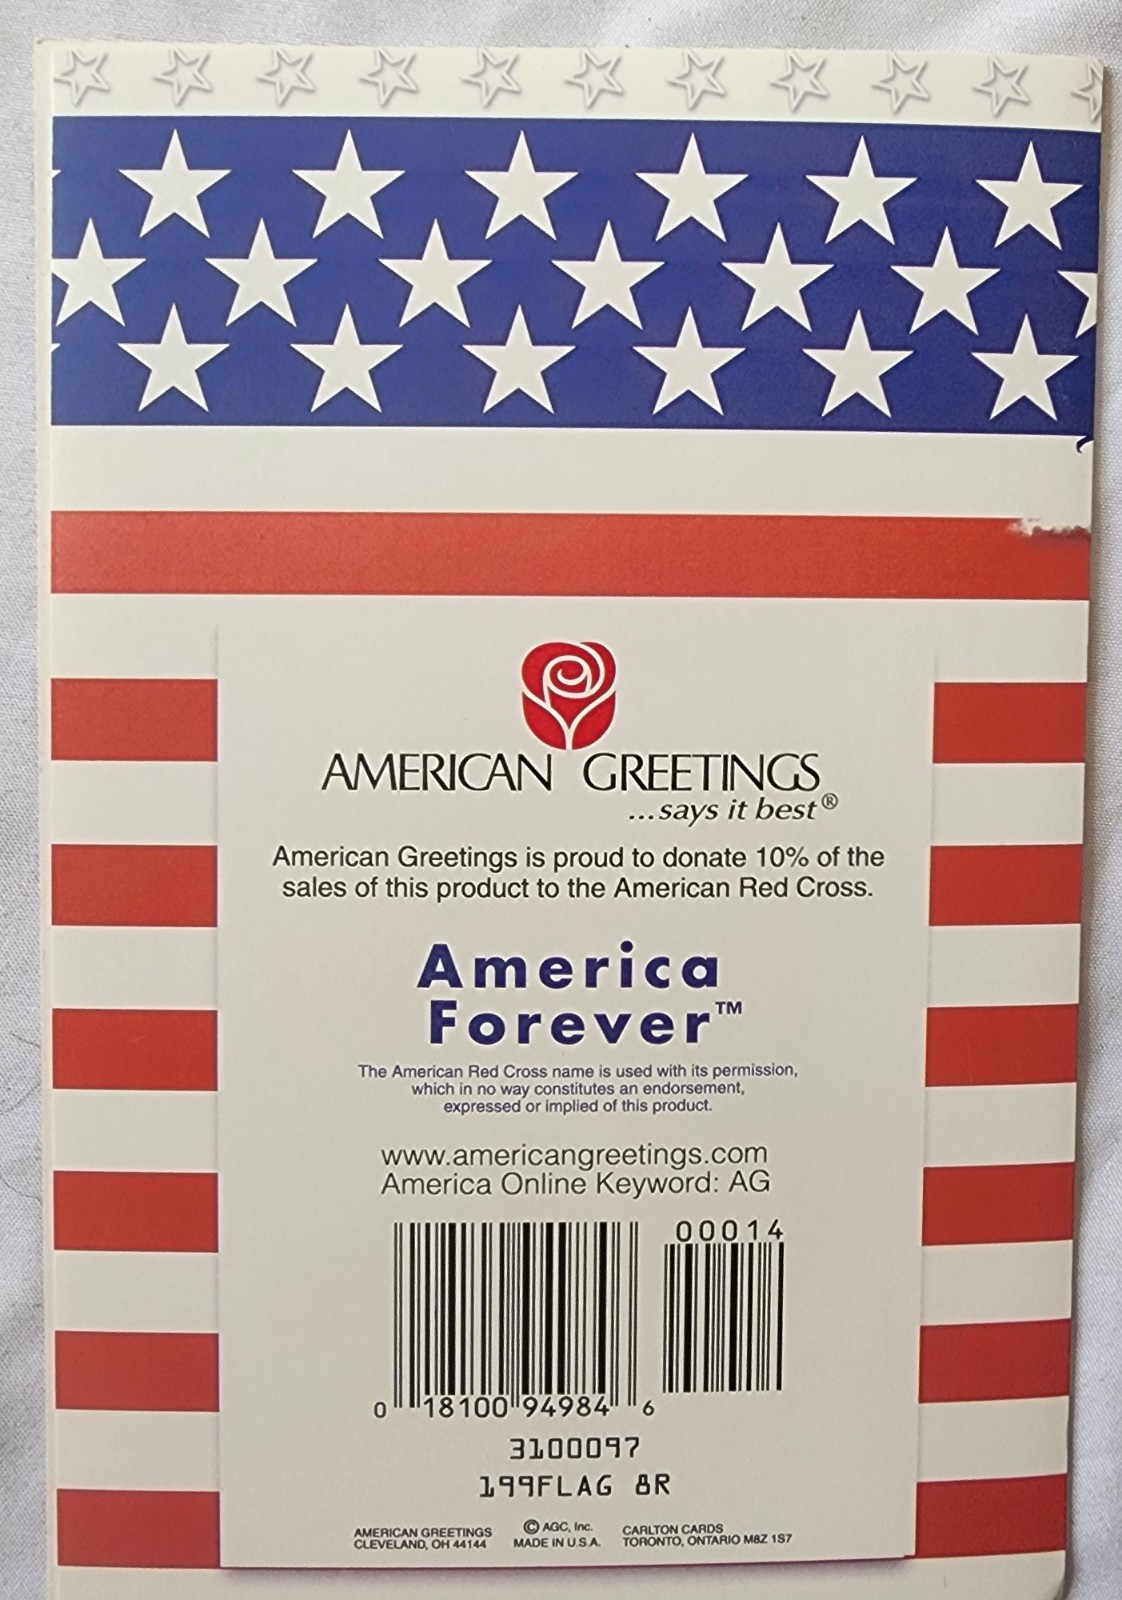 AMERICAN GREETINGS
...says it best®
American Greetings is proud to donate 10% of the
sales of this product to the American Red Cross.
America
Forever™
The American Red Cross name is used with its permission,
which in no way constitutes an endorsement,
expressed or implied of this product.
www.americangreetings.com
America Online Keyword: AG
00014
0 18100 94984 6
3100097
199FLAG 8R
AMERICAN GREETINGS © AGC, Inc. CARLTON CARDS
CLEVELAND, OH 44144 MADE IN U.S.A. TORONTO, ONTARIO M8Z 1S7